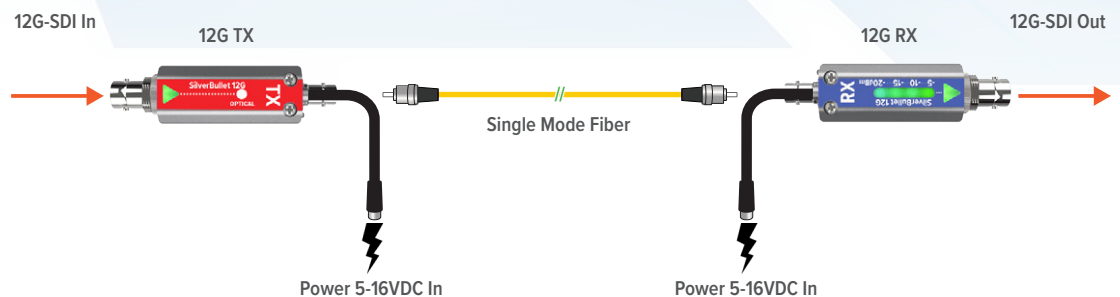 12G-SDI In
12G TX
12G RX
12G-SDI Out
SilverBullet 12G
OPTICAL
TX
RX
-5 -10 -15 -20dBm
SilverBullet 12G
Single Mode Fiber
Power 5-16VDC In
Power 5-16VDC In